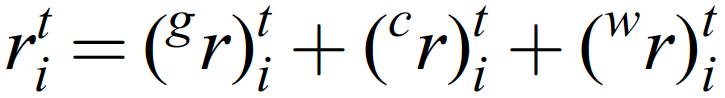 $r_i^t = ({}^g r)_i^t + ({}^c r)_i^t + ({}^w r)_i^t$